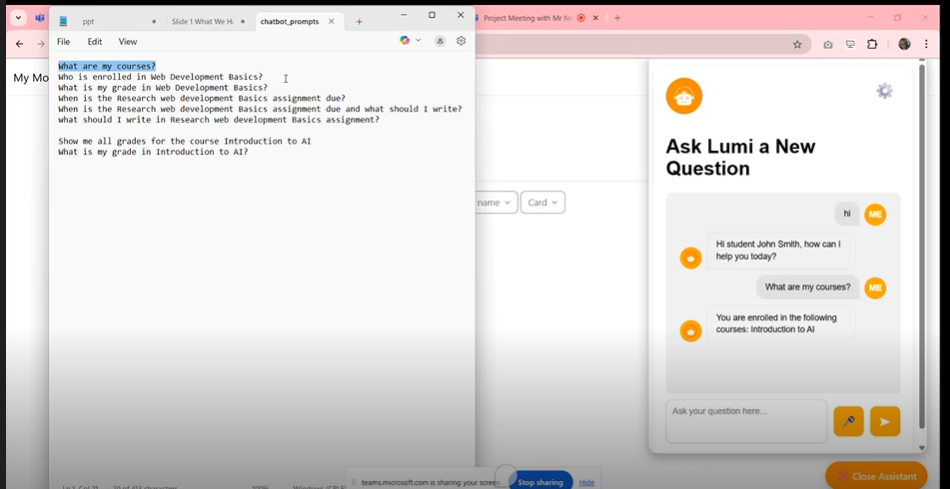 ppt
Slide 1 What We H
chatbot_prompts
Project Meeting with Mr N
File
Edit
View
My Mo
What are my courses?
Who is enrolled in Web Development Basics?
What is my grade in Web Development Basics?
When is the Research web development Basics assignment due?
When is the Research web development Basics assignment due and what should I write?
what should I write in Research web development Basics assignment?
Show me all grades for the course Introduction to AI
What is my grade in Introduction to AI?
name
Card
Ask Lumi a New
Question
hi
ME
Hi student John Smith, how can I
help you today?
What are my courses?
ME
You are enrolled in the following
courses: Introduction to AI
Ask your question here...
Close Assistant
teams.microsoft.com is sharing your screen.
Stop sharing
Hide